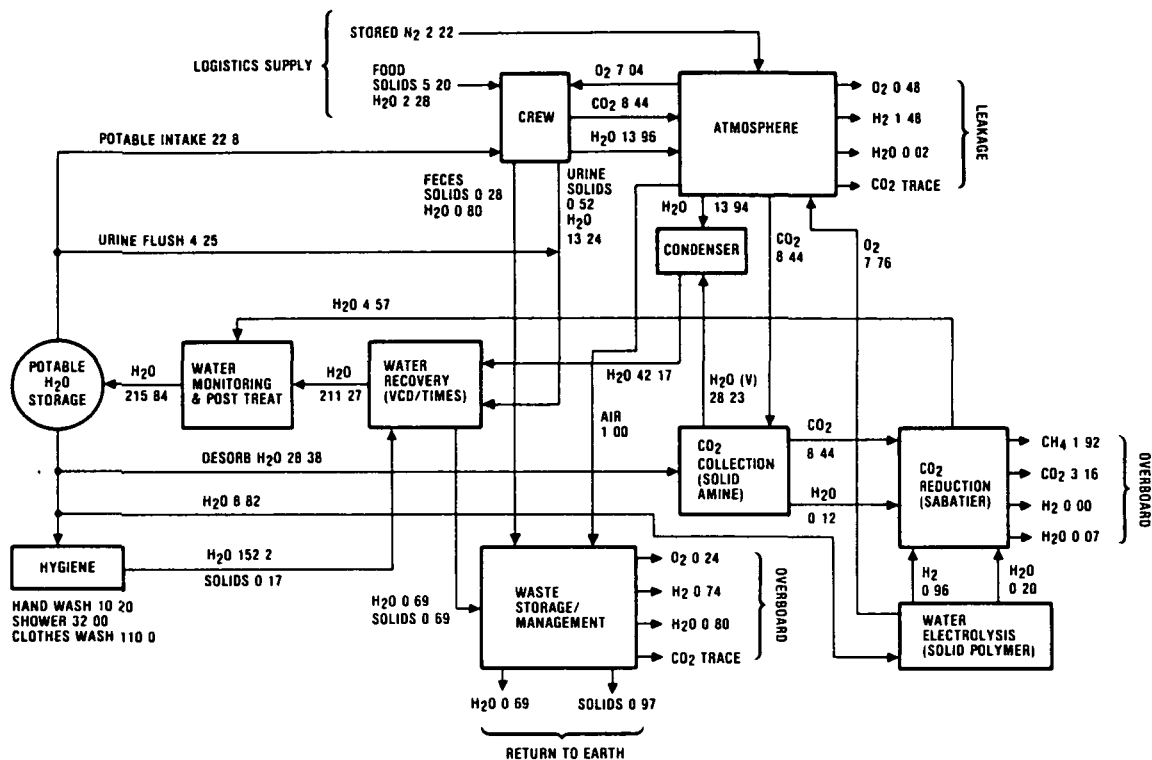 STORED N2 2 22
LOGISTICS SUPPLY
FOOD
SOLIDS 5 20
H2O 2 28
O2 7 04
CREW
CO2 8 44
H2O 13 96
ATMOSPHERE
O2 0 48
H2 1 48
H2O 0 02
CO2 TRACE
LEAKAGE
POTABLE INTAKE 22 8
FECES
SOLIDS 0 28
H2O 0 80
URINE
SOLIDS
0 52
H2O
13 24
H2O 13 94
CONDENSER
CO2
8 44
O2
7 76
URINE FLUSH 4 25
H2O 4 57
POTABLE
H2O
STORAGE
H2O
215 84
WATER
MONITORING
& POST TREAT
H2O
211 27
WATER
RECOVERY
(VCD/TIMES)
H2O 42 17
H2O (V)
28 23
AIR
1 00
CO2
COLLECTION
(SOLID
AMINE)
CO2
8 44
H2O
0 12
CO2
REDUCTION
(SABATIER)
CH4 1 92
CO2 3 16
H2 0 00
H2O 0 07
OVERBOARD
DESORB H2O 28 38
H2O 8 82
HYGIENE
H2O 152 2
SOLIDS 0 17
HAND WASH 10 20
SHOWER 32 00
CLOTHES WASH 110 0
H2O 0 69
SOLIDS 0 69
WASTE
STORAGE/
MANAGEMENT
O2 0 24
H2 0 74
H2O 0 80
CO2 TRACE
OVERBOARD
H2
0 96
H2O
0 20
WATER
ELECTROLYSIS
(SOLID POLYMER)
H2O 0 69
SOLIDS 0 97
RETURN TO EARTH